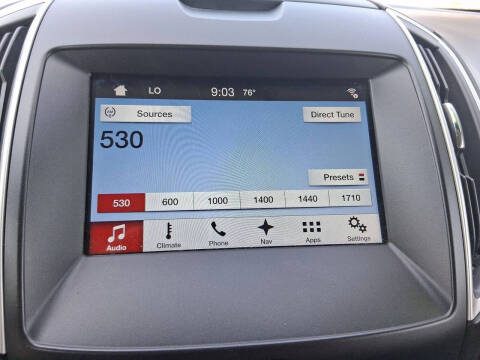 LO 9:03 76°
Sources Direct Tune
530
Presets
530 600 1000 1400 1440 1710
Audio Climate Phone Nav Apps Settings